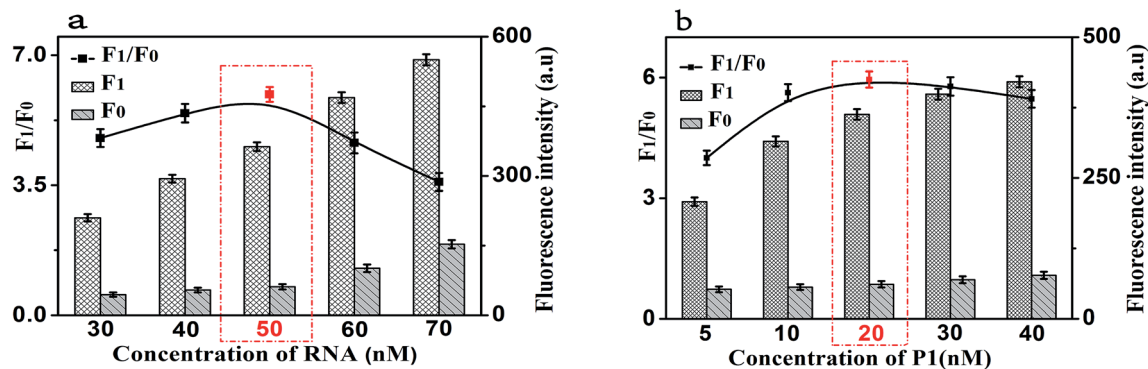 a
F1/F0
7.0
3.5
0.0
F1/F0
F1
F0
600
300
0
Fluorescence intensity (a.u)
30 40 50 60 70
Concentration of RNA (nM)
b
F1/F0
6
3
0
F1/F0
F1
F0
500
250
0
Fluorescence intensity (a.u)
5 10 20 30 40
Concentration of P1(nM)